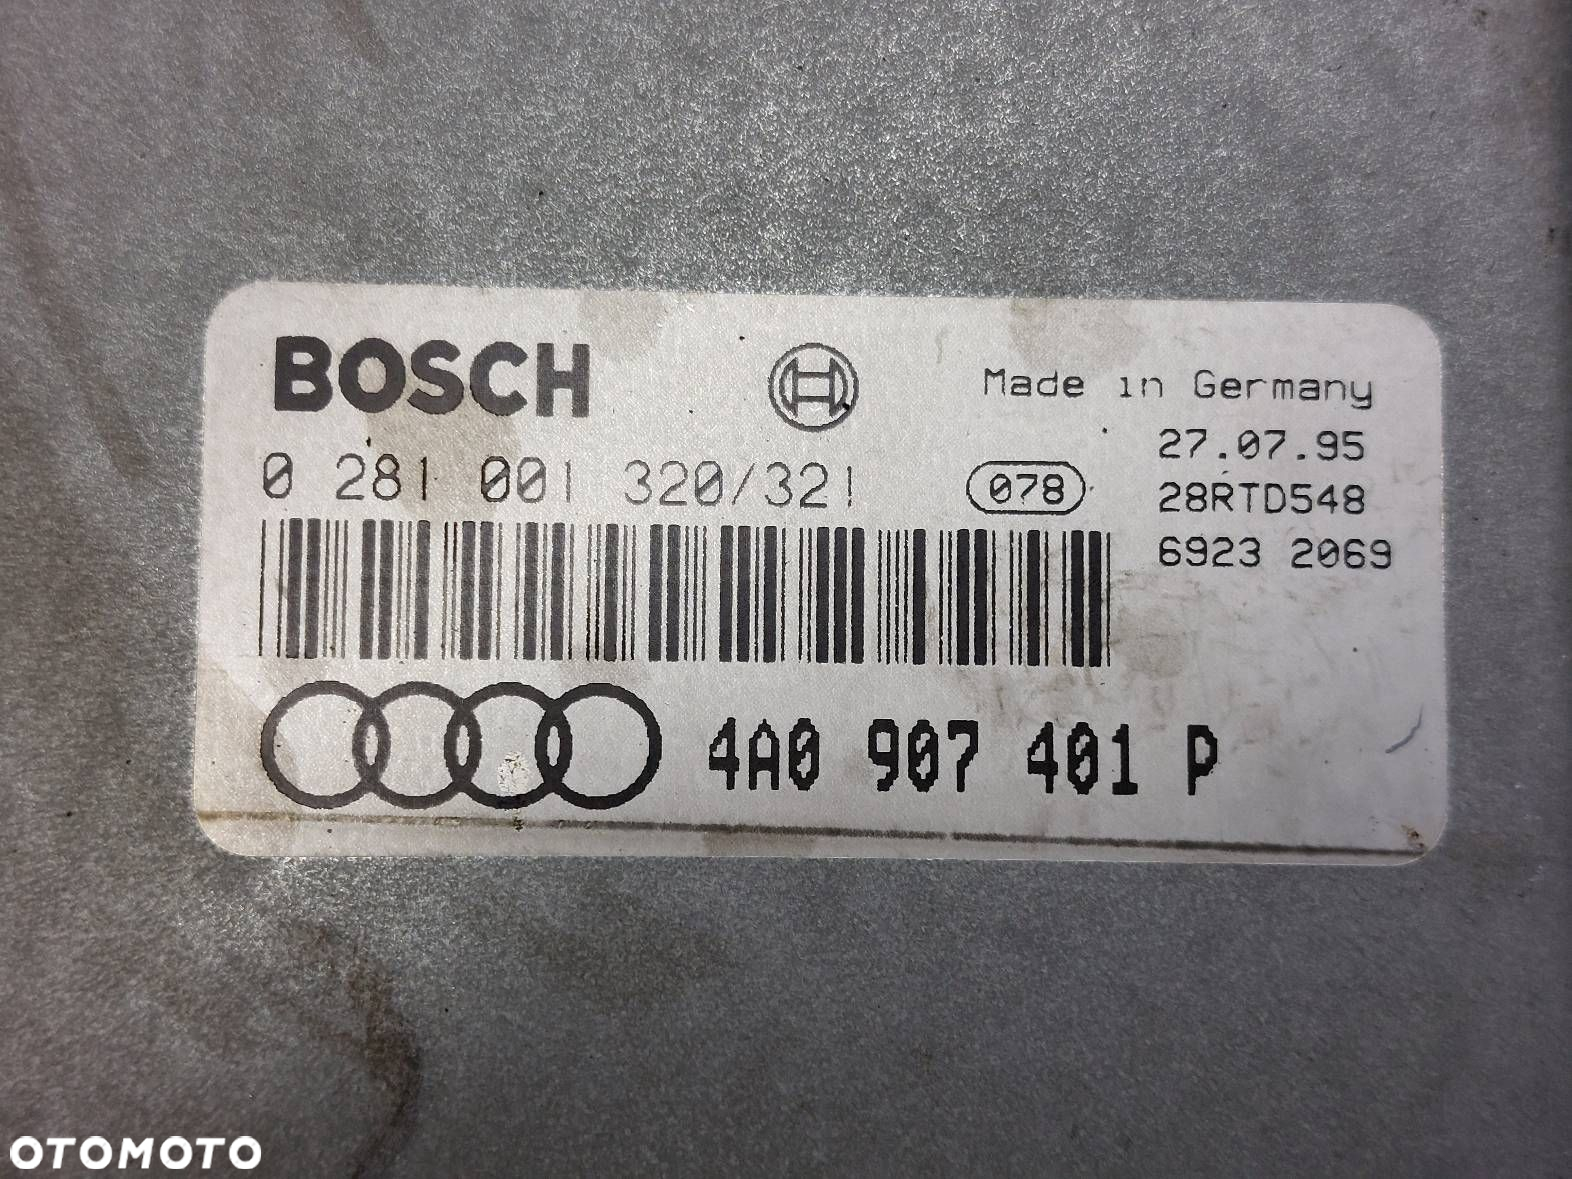 BOSCH
Made in Germany
27.07.95
0 281 001 320/321
078
28RTD548
6923 2069
4A0 907 401 P
OTOMOTO